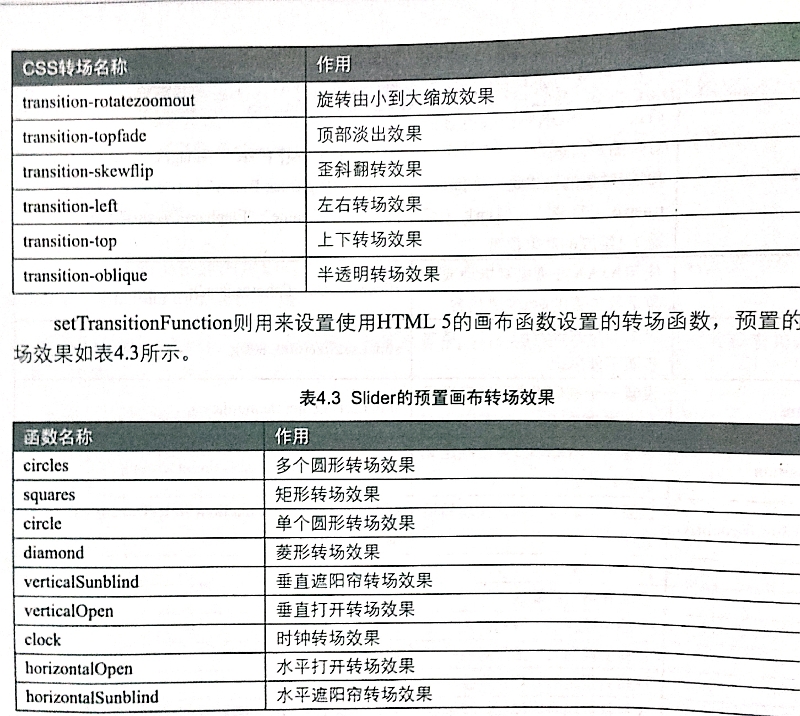 CSS转场名称 作用
transition-rotatezoomout 旋转由小到大缩放效果
transition-topfade 顶部淡出效果
transition-skewflip 歪斜翻转效果
transition-left 左右转场效果
transition-top 上下转场效果
transition-oblique 半透明转场效果
setTransitionFunction则用来设置使用HTML 5的画布函数设置的转场函数，预置的
场效果如表4.3所示。
表4.3 Slider的预置画布转场效果
函数名称 作用
circles 多个圆形转场效果
squares 矩形转场效果
circle 单个圆形转场效果
diamond 菱形转场效果
verticalSunblind 垂直遮阳帘转场效果
verticalOpen 垂直打开转场效果
clock 时钟转场效果
horizontalOpen 水平打开转场效果
horizontalSunblind 水平遮阳帘转场效果